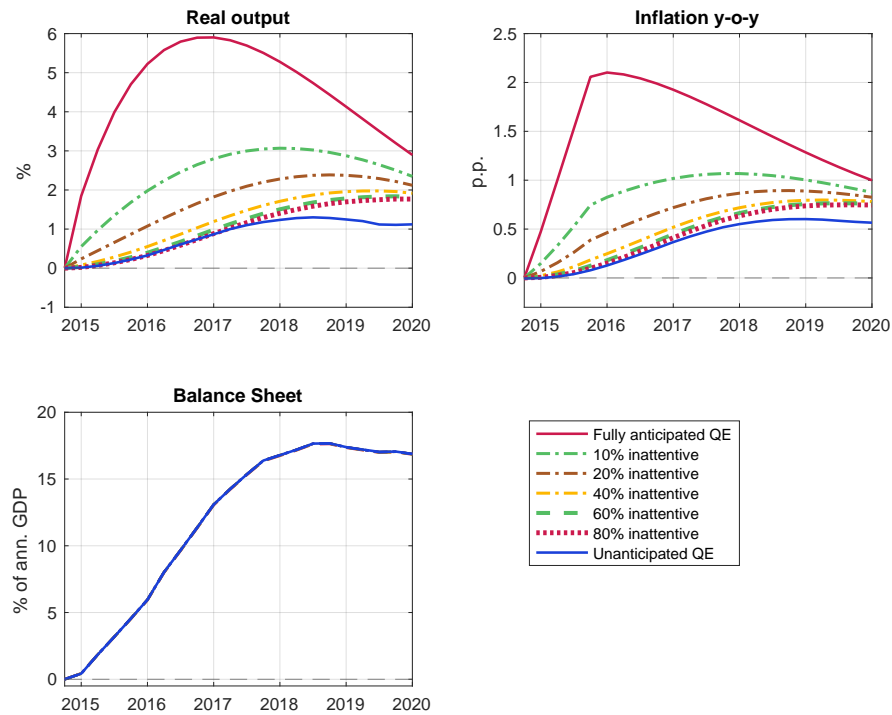 Real output
6
5
4
3
2
1
0
-1
%
2015 2016 2017 2018 2019 2020
Inflation y-o-y
2.5
2
1.5
1
0.5
0
p.p.
2015 2016 2017 2018 2019 2020
Balance Sheet
20
15
10
5
0
% of ann. GDP
2015 2016 2017 2018 2019 2020
Fully anticipated QE
10% inattentive
20% inattentive
40% inattentive
60% inattentive
80% inattentive
Unanticipated QE